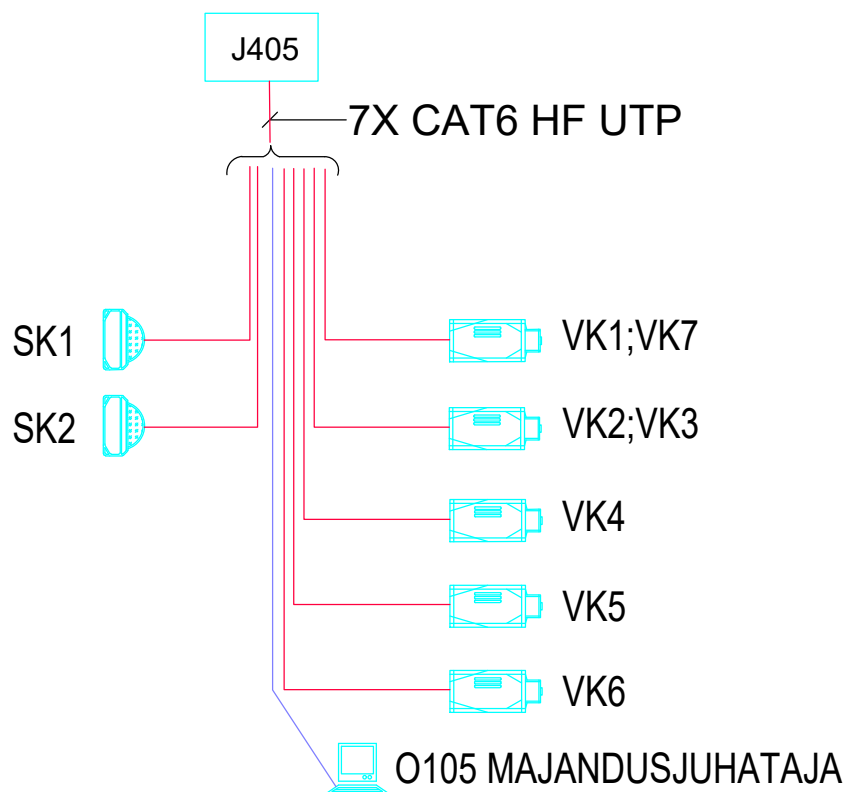 J405
7X CAT6 HF UTP
SK1
VK1;VK7
SK2
VK2;VK3
VK4
VK5
VK6
O105 MAJANDUSJUHATAJA